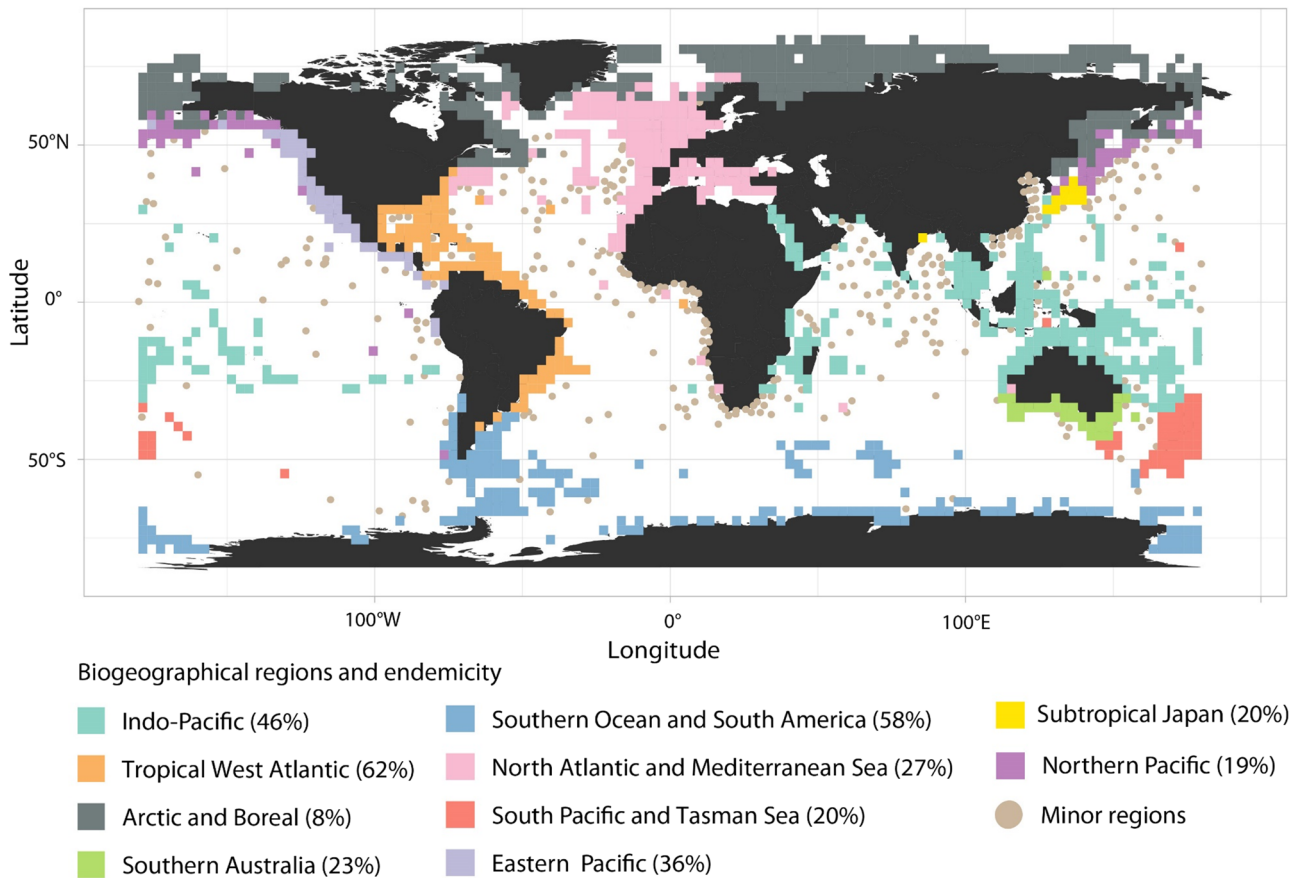 50°N
0°
50°S
Latitude
100°W
0°
100°E
Longitude
Biogeographical regions and endemicity
Indo-Pacific (46%)
Southern Ocean and South America (58%)
Subtropical Japan (20%)
Tropical West Atlantic (62%)
North Atlantic and Mediterranean Sea (27%)
Northern Pacific (19%)
Arctic and Boreal (8%)
South Pacific and Tasman Sea (20%)
Minor regions
Southern Australia (23%)
Eastern Pacific (36%)